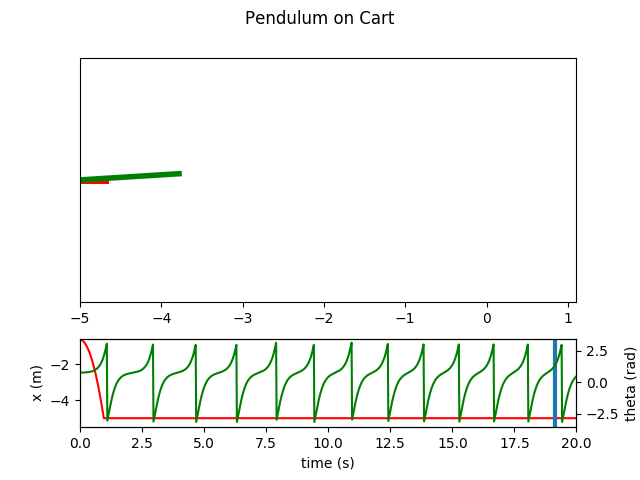 Pendulum on Cart
−5 −4 −3 −2 −1 0 1
x (m)
−2
−4
2.5
0.0
−2.5
theta (rad)
0.0 2.5 5.0 7.5 10.0 12.5 15.0 17.5 20.0
time (s)